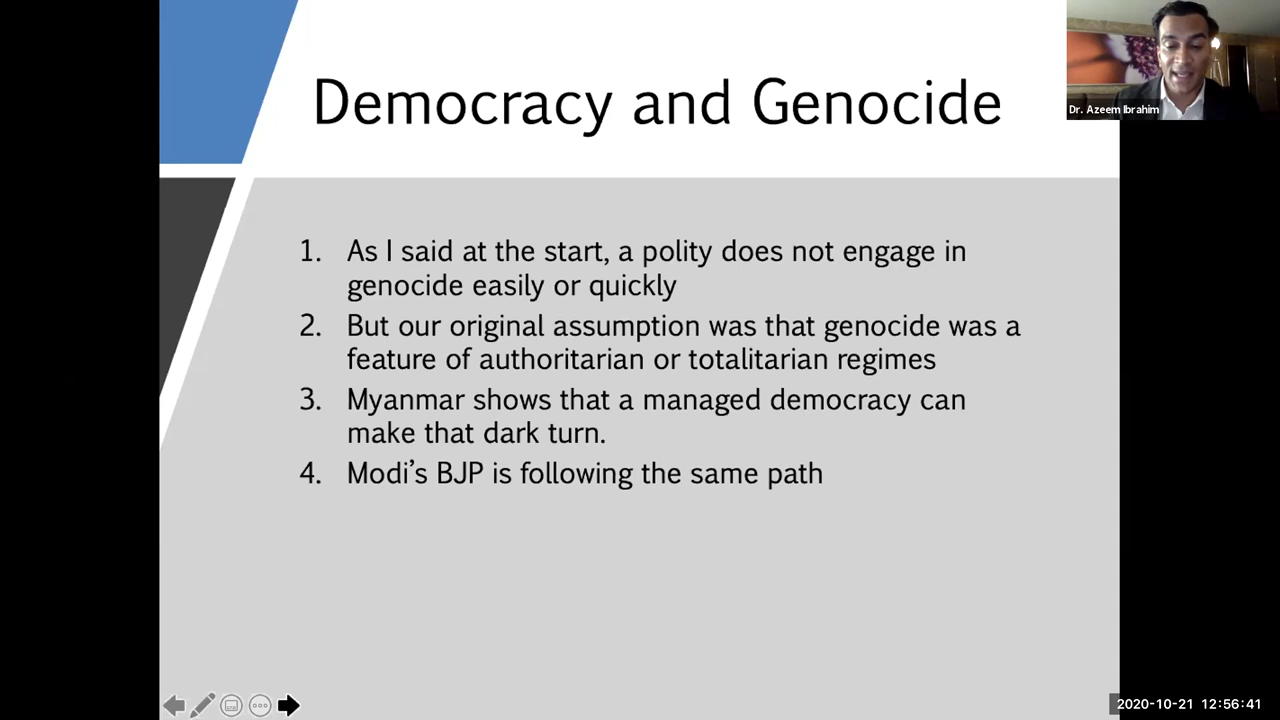 Democracy and Genocide
Dr. Azeem Ibrahim
1. As I said at the start, a polity does not engage in
genocide easily or quickly
2. But our original assumption was that genocide was a
feature of authoritarian or totalitarian regimes
3. Myanmar shows that a managed democracy can
make that dark turn.
4. Modi’s BJP is following the same path
2020-10-21 12:56:41